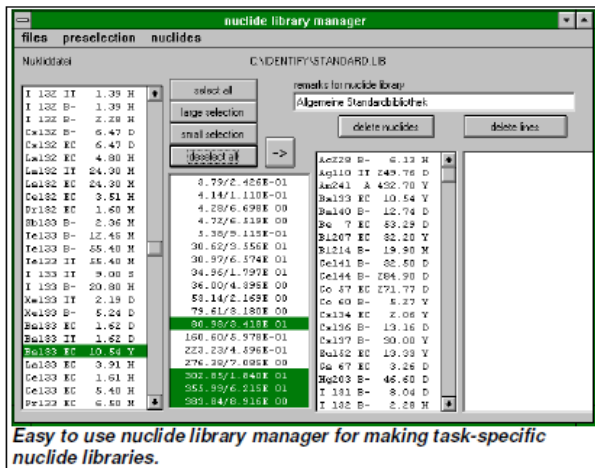 nuclide library manager
files preselection nuclides
Nukliddatei
C:\IDENTIFY\STANDARD.LIB
select all
large selection
small selection
deselect all
->
remarks for nuclide library
Allgemeine Standardbibliothek
delete nuclides
delete lines
I 132 IT 1.39 H
I 132 B- 1.39 H
I 132 B- 2.28 H
Cs132 B- 6.47 D
Cs132 EC 6.47 D
La132 EC 4.80 H
La132 IT 24.30 M
La132 EC 24.30 M
Ce132 EC 3.51 H
Pr132 EC 1.60 M
Sb133 B- 2.36 M
Te133 B- 12.45 M
Te133 B- 55.40 M
Te133 IT 55.40 M
I 133 IT 9.00 S
I 133 B- 20.80 H
Xe133 IT 2.19 D
Xe133 B- 5.24 D
Ba133 EC 1.62 D
Ba133 IT 1.62 D
Ba133 EC 10.54 Y
La133 EC 3.91 H
Ce133 EC 1.61 H
Ce133 EC 5.40 H
Pr133 EC 6.50 M
3.79/2.426E-01
4.14/1.110E-01
4.28/6.698E 00
4.72/6.519E 00
5.38/9.115E-01
30.62/3.556E 01
30.97/6.574E 01
34.96/1.797E 01
36.00/4.395E 00
53.14/2.169E 00
79.61/3.180E 00
80.98/3.418E 01
160.60/5.978E-01
223.23/4.596E-01
276.39/7.085E 00
302.85/1.840E 01
355.99/6.215E 01
383.84/8.916E 00
Ac228 B- 6.13 H
Ag110 IT 249.76 D
Am241 A 432.70 Y
Ba133 EC 10.54 Y
Ba140 B- 12.74 D
Be 7 EC 53.29 D
Bi207 EC 32.20 Y
Bi214 B- 19.90 M
Ce141 B- 32.50 D
Ce144 B- 284.90 D
Co 57 EC 271.77 D
Co 60 B- 5.27 Y
Cs134 EC 2.06 Y
Cs136 B- 13.16 D
Cs137 B- 30.00 Y
Eu152 EC 13.33 Y
Ga 67 EC 3.26 D
Hg203 B- 46.60 D
I 131 B- 8.04 D
I 132 B- 2.28 H
Easy to use nuclide library manager for making task-specific
nuclide libraries.